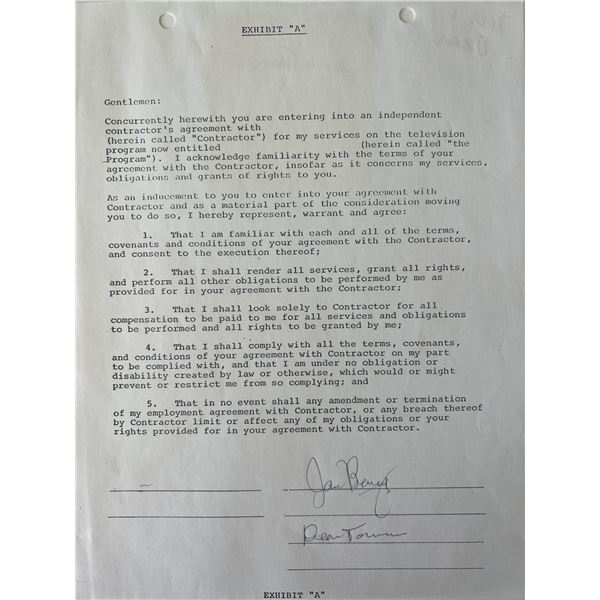 EXHIBIT "A"
Jan &
Dean
Gentlemen:
Concurrently herewith you are entering into an independent
contractor's agreement with
(herein called "Contractor") for my services on the television
program now entitled (herein called "the
Program"). I acknowledge familiarity with the terms of your
agreement with the Contractor, insofar as it concerns my services,
obligations and grants of rights to you.
As an inducement to you to enter into your agreement with
Contractor and as a material part of the consideration moving
you to do so, I hereby represent, warrant and agree:
1. That I am familiar with each and all of the terms,
covenants and conditions of your agreement with the Contractor,
and consent to the execution thereof;
2. That I shall render all services, grant all rights,
and perform all other obligations to be performed by me as
provided for in your agreement with the Contractor;
3. That I shall look solely to Contractor for all
compensation to be paid to me for all services and obligations
to be performed and all rights to be granted by me;
4. That I shall comply with all the terms, covenants,
and conditions of your agreement with Contractor on my part
to be complied with, and that I am under no obligation or
disability created by law or otherwise, which would or might
prevent or restrict me from so complying; and
5. That in no event shall any amendment or termination
of my employment agreement with Contractor, or any breach thereof
by Contractor limit or affect any of my obligations or your
rights provided for in your agreement with Contractor.
Jan Berry
Dean Torrence
EXHIBIT "A"